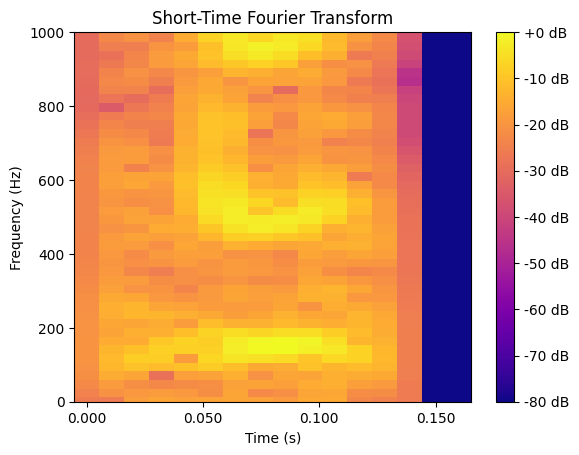 Short-Time Fourier Transform
1000
800
600
400
200
0
Frequency (Hz)
0.000
0.050
0.100
0.150
Time (s)
+0 dB
-10 dB
-20 dB
-30 dB
-40 dB
-50 dB
-60 dB
-70 dB
-80 dB